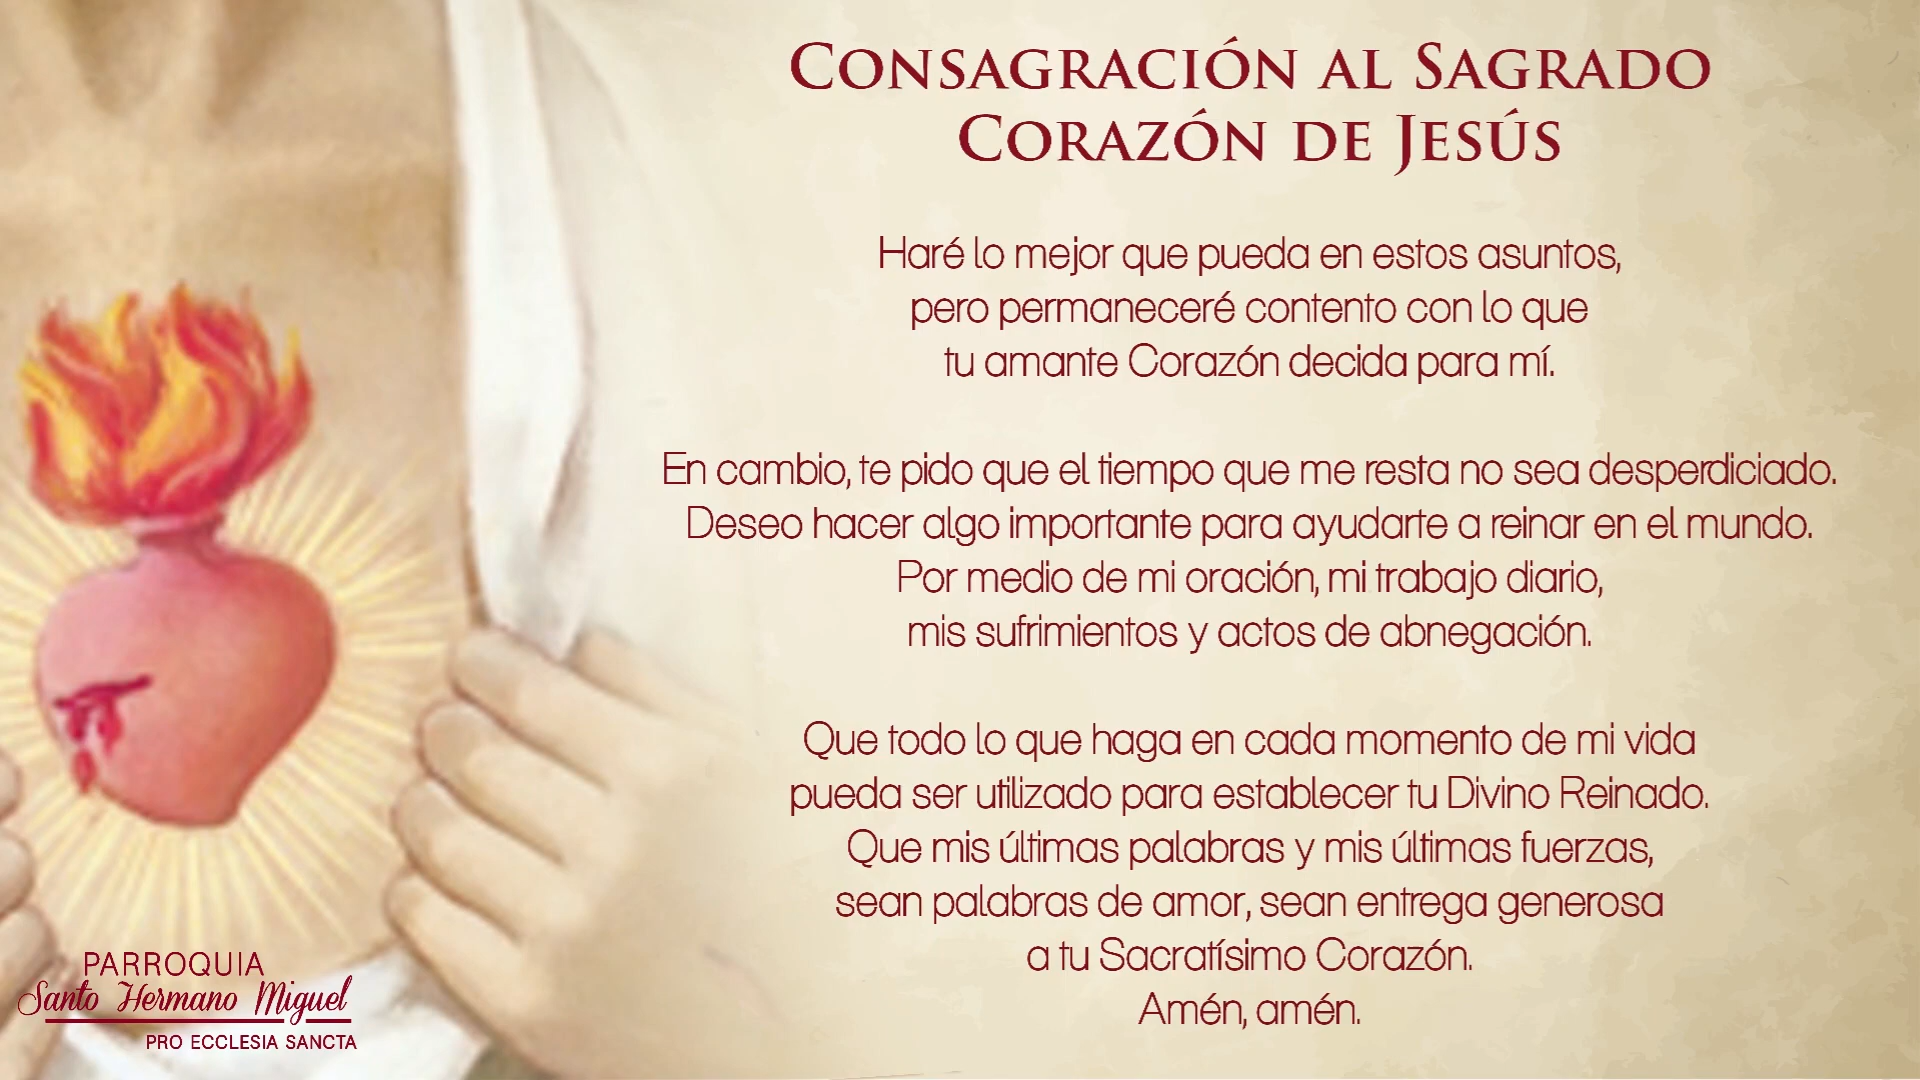 CONSAGRACIÓN AL SAGRADO
CORAZÓN DE JESÚS
Haré lo mejor que pueda en estos asuntos,
pero permaneceré contento con lo que
tu amante Corazón decida para mí.
En cambio, te pido que el tiempo que me resta no sea desperdiciado.
Deseo hacer algo importante para ayudarte a reinar en el mundo.
Por medio de mi oración, mi trabajo diario,
mis sufrimientos y actos de abnegación.
Que todo lo que haga en cada momento de mi vida
pueda ser utilizado para establecer tu Divino Reinado.
Que mis últimas palabras y mis últimas fuerzas,
sean palabras de amor, sean entrega generosa
a tu Sacratísimo Corazón.
Amén, amén.
PARROQUIA
Santo Hermano Miguel
PRO ECCLESIA SANCTA